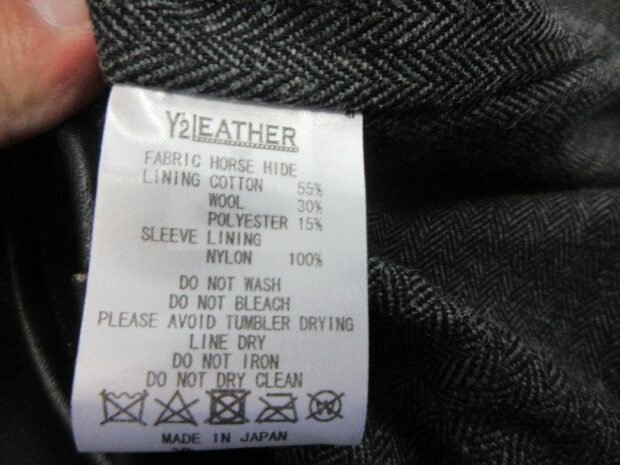 Y'2LEATHER
FABRIC HORSE HIDE
LINING COTTON 55%
WOOL 30%
POLYESTER 15%
SLEEVE LINING
NYLON 100%
DO NOT WASH
DO NOT BLEACH
PLEASE AVOID TUMBLER DRYING
LINE DRY
DO NOT IRON
DO NOT DRY CLEAN
MADE IN JAPAN